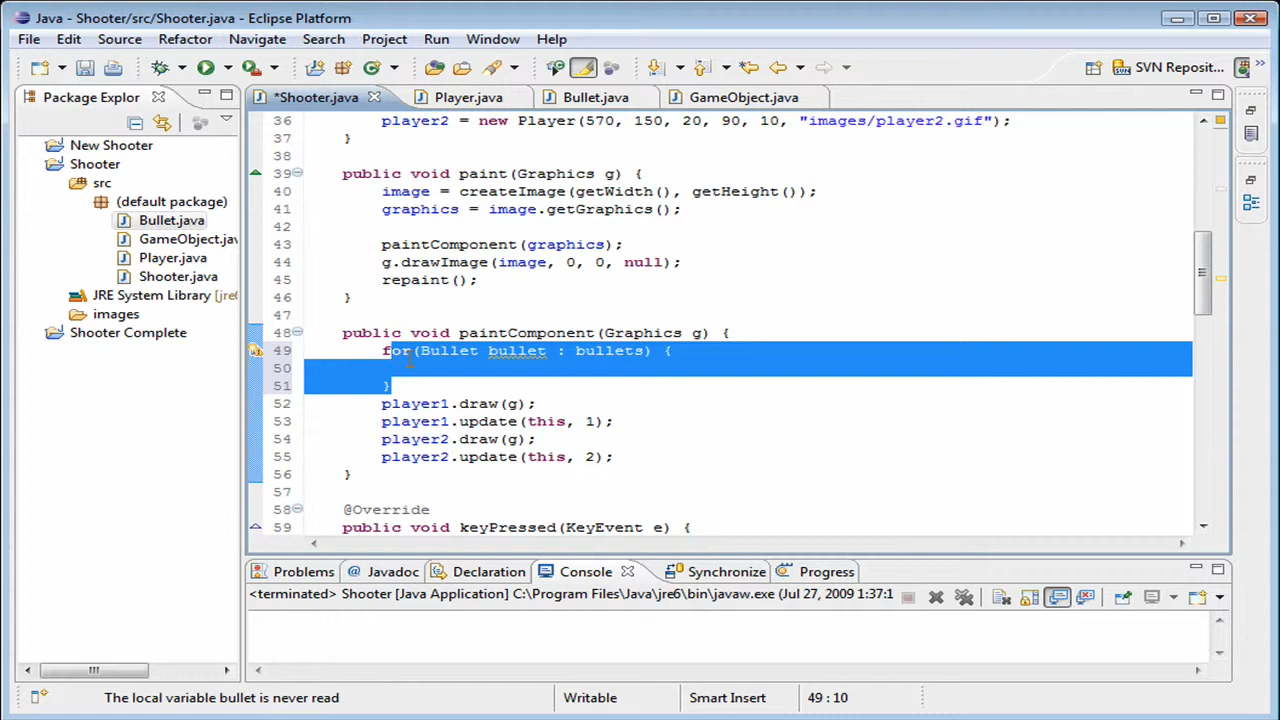 Java - Shooter/src/Shooter.java - Eclipse Platform
File Edit Source Refactor Navigate Search Project Run Window Help
SVN Reposit...
Package Explor
*Shooter.java Player.java Bullet.java GameObject.java
New Shooter
Shooter
src
(default package)
Bullet.java
GameObject.jav
Player.java
Shooter.java
JRE System Library [jre6
images
Shooter Complete
36 player2 = new Player(570, 150, 20, 90, 10, "images/player2.gif");
37 }
38
39 public void paint(Graphics g) {
40 image = createImage(getWidth(), getHeight());
41 graphics = image.getGraphics();
42
43 paintComponent(graphics);
44 g.drawImage(image, 0, 0, null);
45 repaint();
46 }
47
48 public void paintComponent(Graphics g) {
49 for(Bullet bullet : bullets) {
50
51 }
52 player1.draw(g);
53 player1.update(this, 1);
54 player2.draw(g);
55 player2.update(this, 2);
56 }
57
58 @Override
59 public void keyPressed(KeyEvent e) {
Problems @ Javadoc Declaration Console Synchronize Progress
<terminated> Shooter [Java Application] C:\Program Files\Java\jre6\bin\javaw.exe (Jul 27, 2009 1:37:1
The local variable bullet is never read Writable Smart Insert 49 : 10